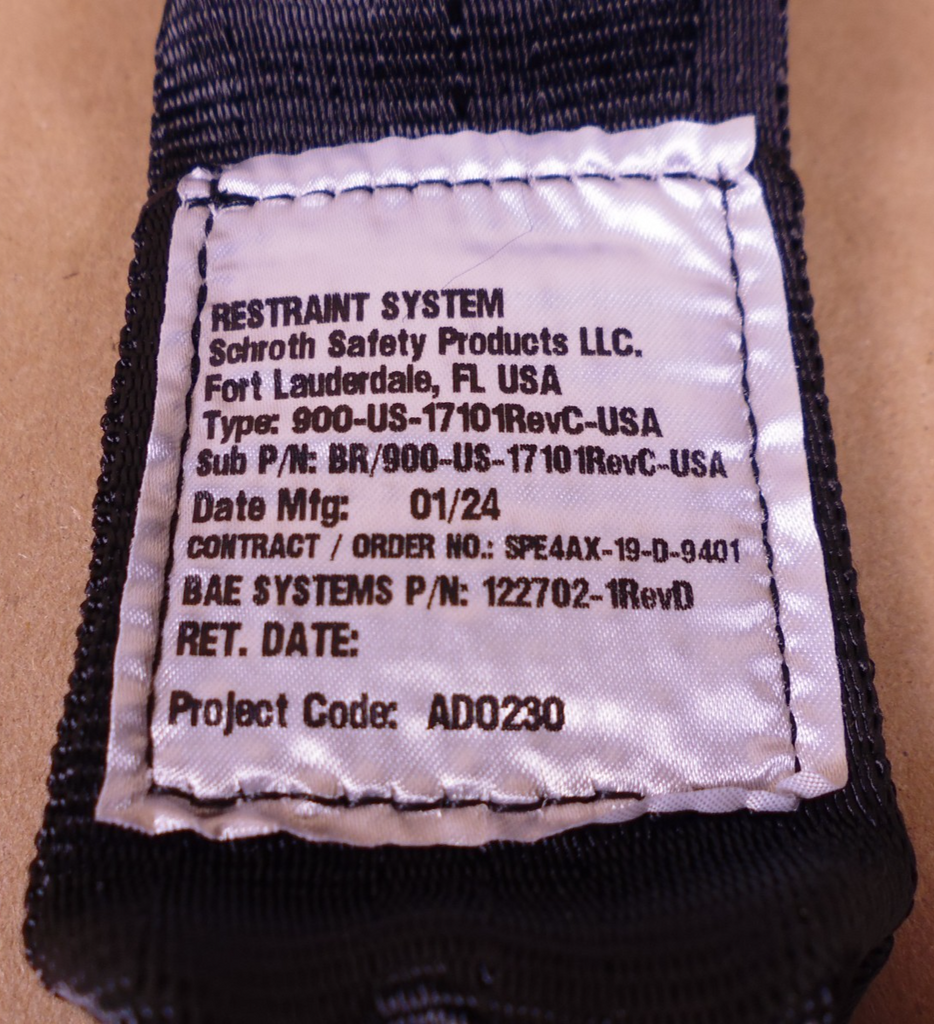 RESTRAINT SYSTEM
Schroth Safety Products LLC.
Fort Lauderdale, FL USA
Type: 900-US-17101RevC-USA
Sub P/N: BR/900-US-17101RevC-USA
Date Mfg: 01/24
CONTRACT / ORDER NO.: SPE4AX-19-D-9401
BAE SYSTEMS P/N: 122702-1RevD
RET. DATE:
Project Code: ADO230